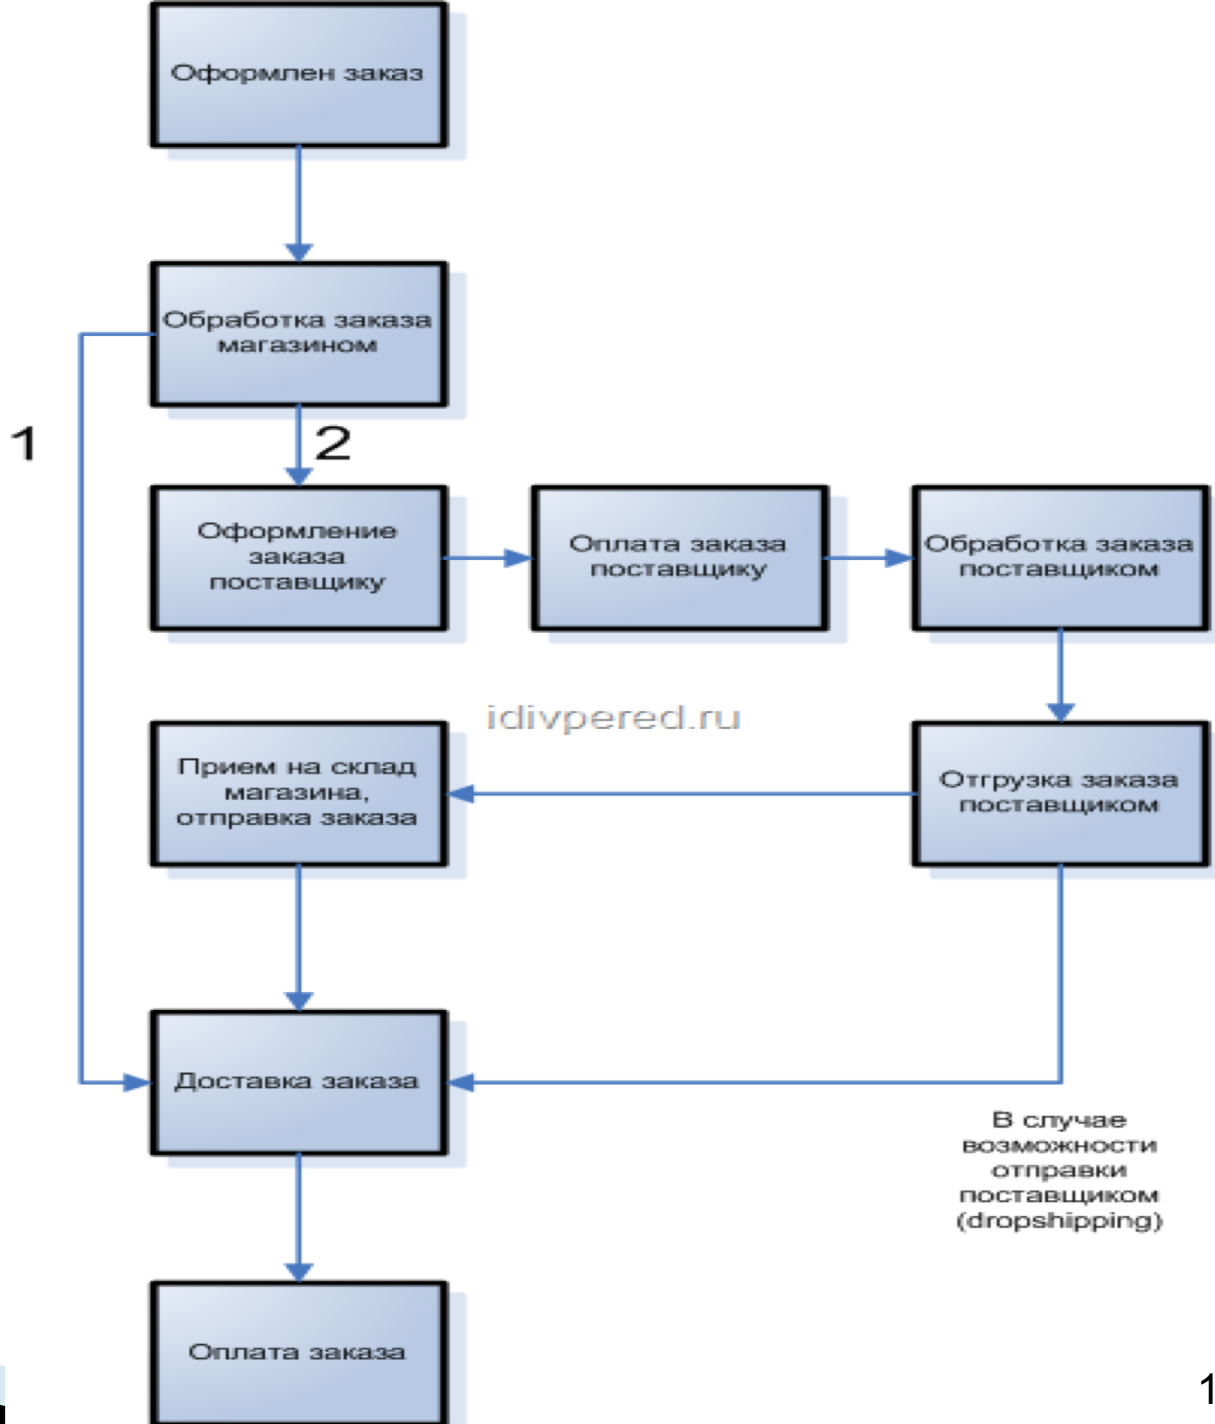 Оформлен заказ
Обработка заказа
магазином
1
2
Оформление
заказа
поставщику
Оплата заказа
поставщику
Обработка заказа
поставщиком
idivpered.ru
Прием на склад
магазина,
отправка заказа
Отгрузка заказа
поставщиком
Доставка заказа
В случае
возможности
отправки
поставщиком
(dropshipping)
Оплата заказа
1